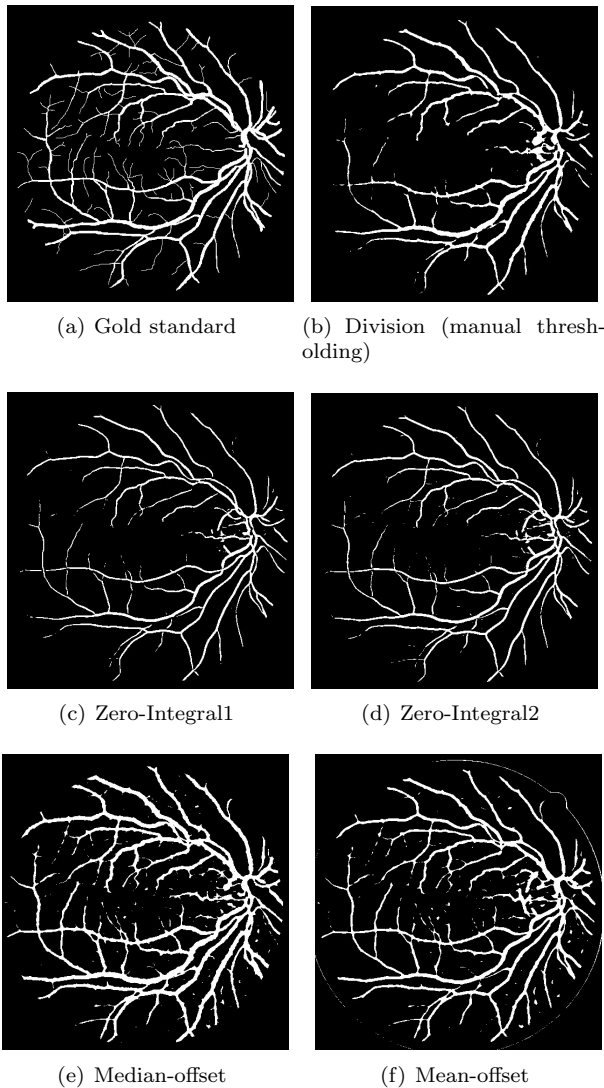 (a) Gold standard
(b) Division (manual thresh-
olding)
(c) Zero-Integral1
(d) Zero-Integral2
(e) Median-offset
(f) Mean-offset